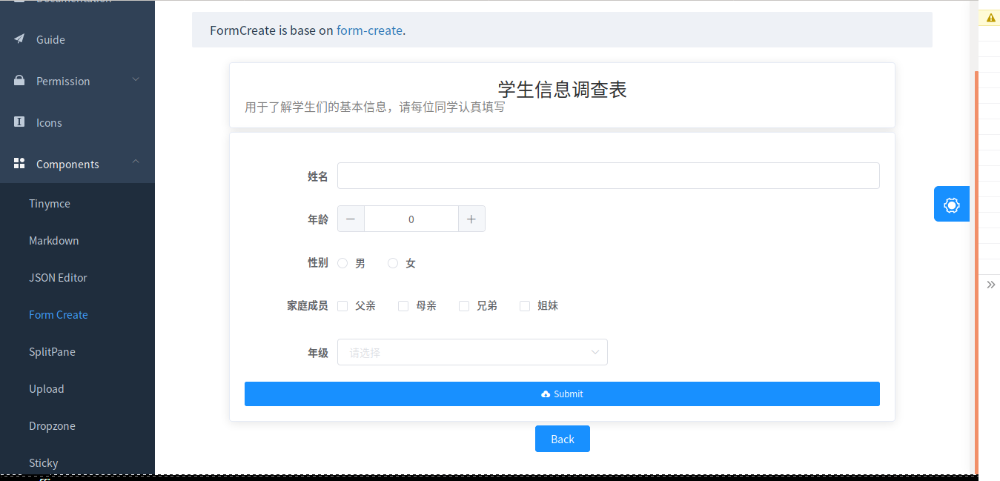 Documentation
Guide
Permission
Icons
Components
Tinymce
Markdown
JSON Editor
Form Create
SplitPane
Upload
Dropzone
Sticky
FormCreate is base on form-create.
学生信息调查表
用于了解学生们的基本信息，请每位同学认真填写
姓名
年龄 0
性别 男 女
家庭成员 父亲 母亲 兄弟 姐妹
年级 请选择
Submit
Back